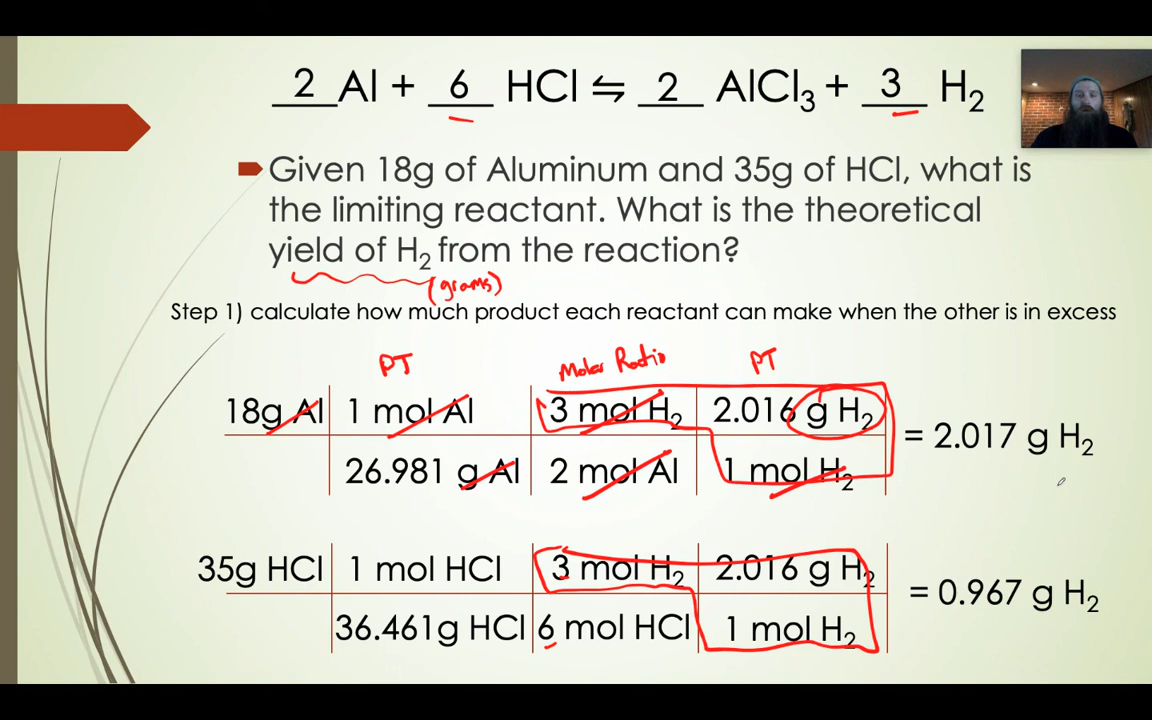 2 Al + 6 HCl ⇋ 2 AlCl₃ + 3 H₂
Given 18g of Aluminum and 35g of HCl, what is
the limiting reactant. What is the theoretical
yield of H₂ from the reaction?
(grams)
Step 1) calculate how much product each reactant can make when the other is in excess
PT Molar Ratio PT
18g Al 1 mol Al 3 mol H₂ 2.016 g H₂
= 2.017 g H₂
26.981 g Al 2 mol Al 1 mol H₂
35g HCl 1 mol HCl 3 mol H₂ 2.016 g H₂
= 0.967 g H₂
36.461g HCl 6 mol HCl 1 mol H₂